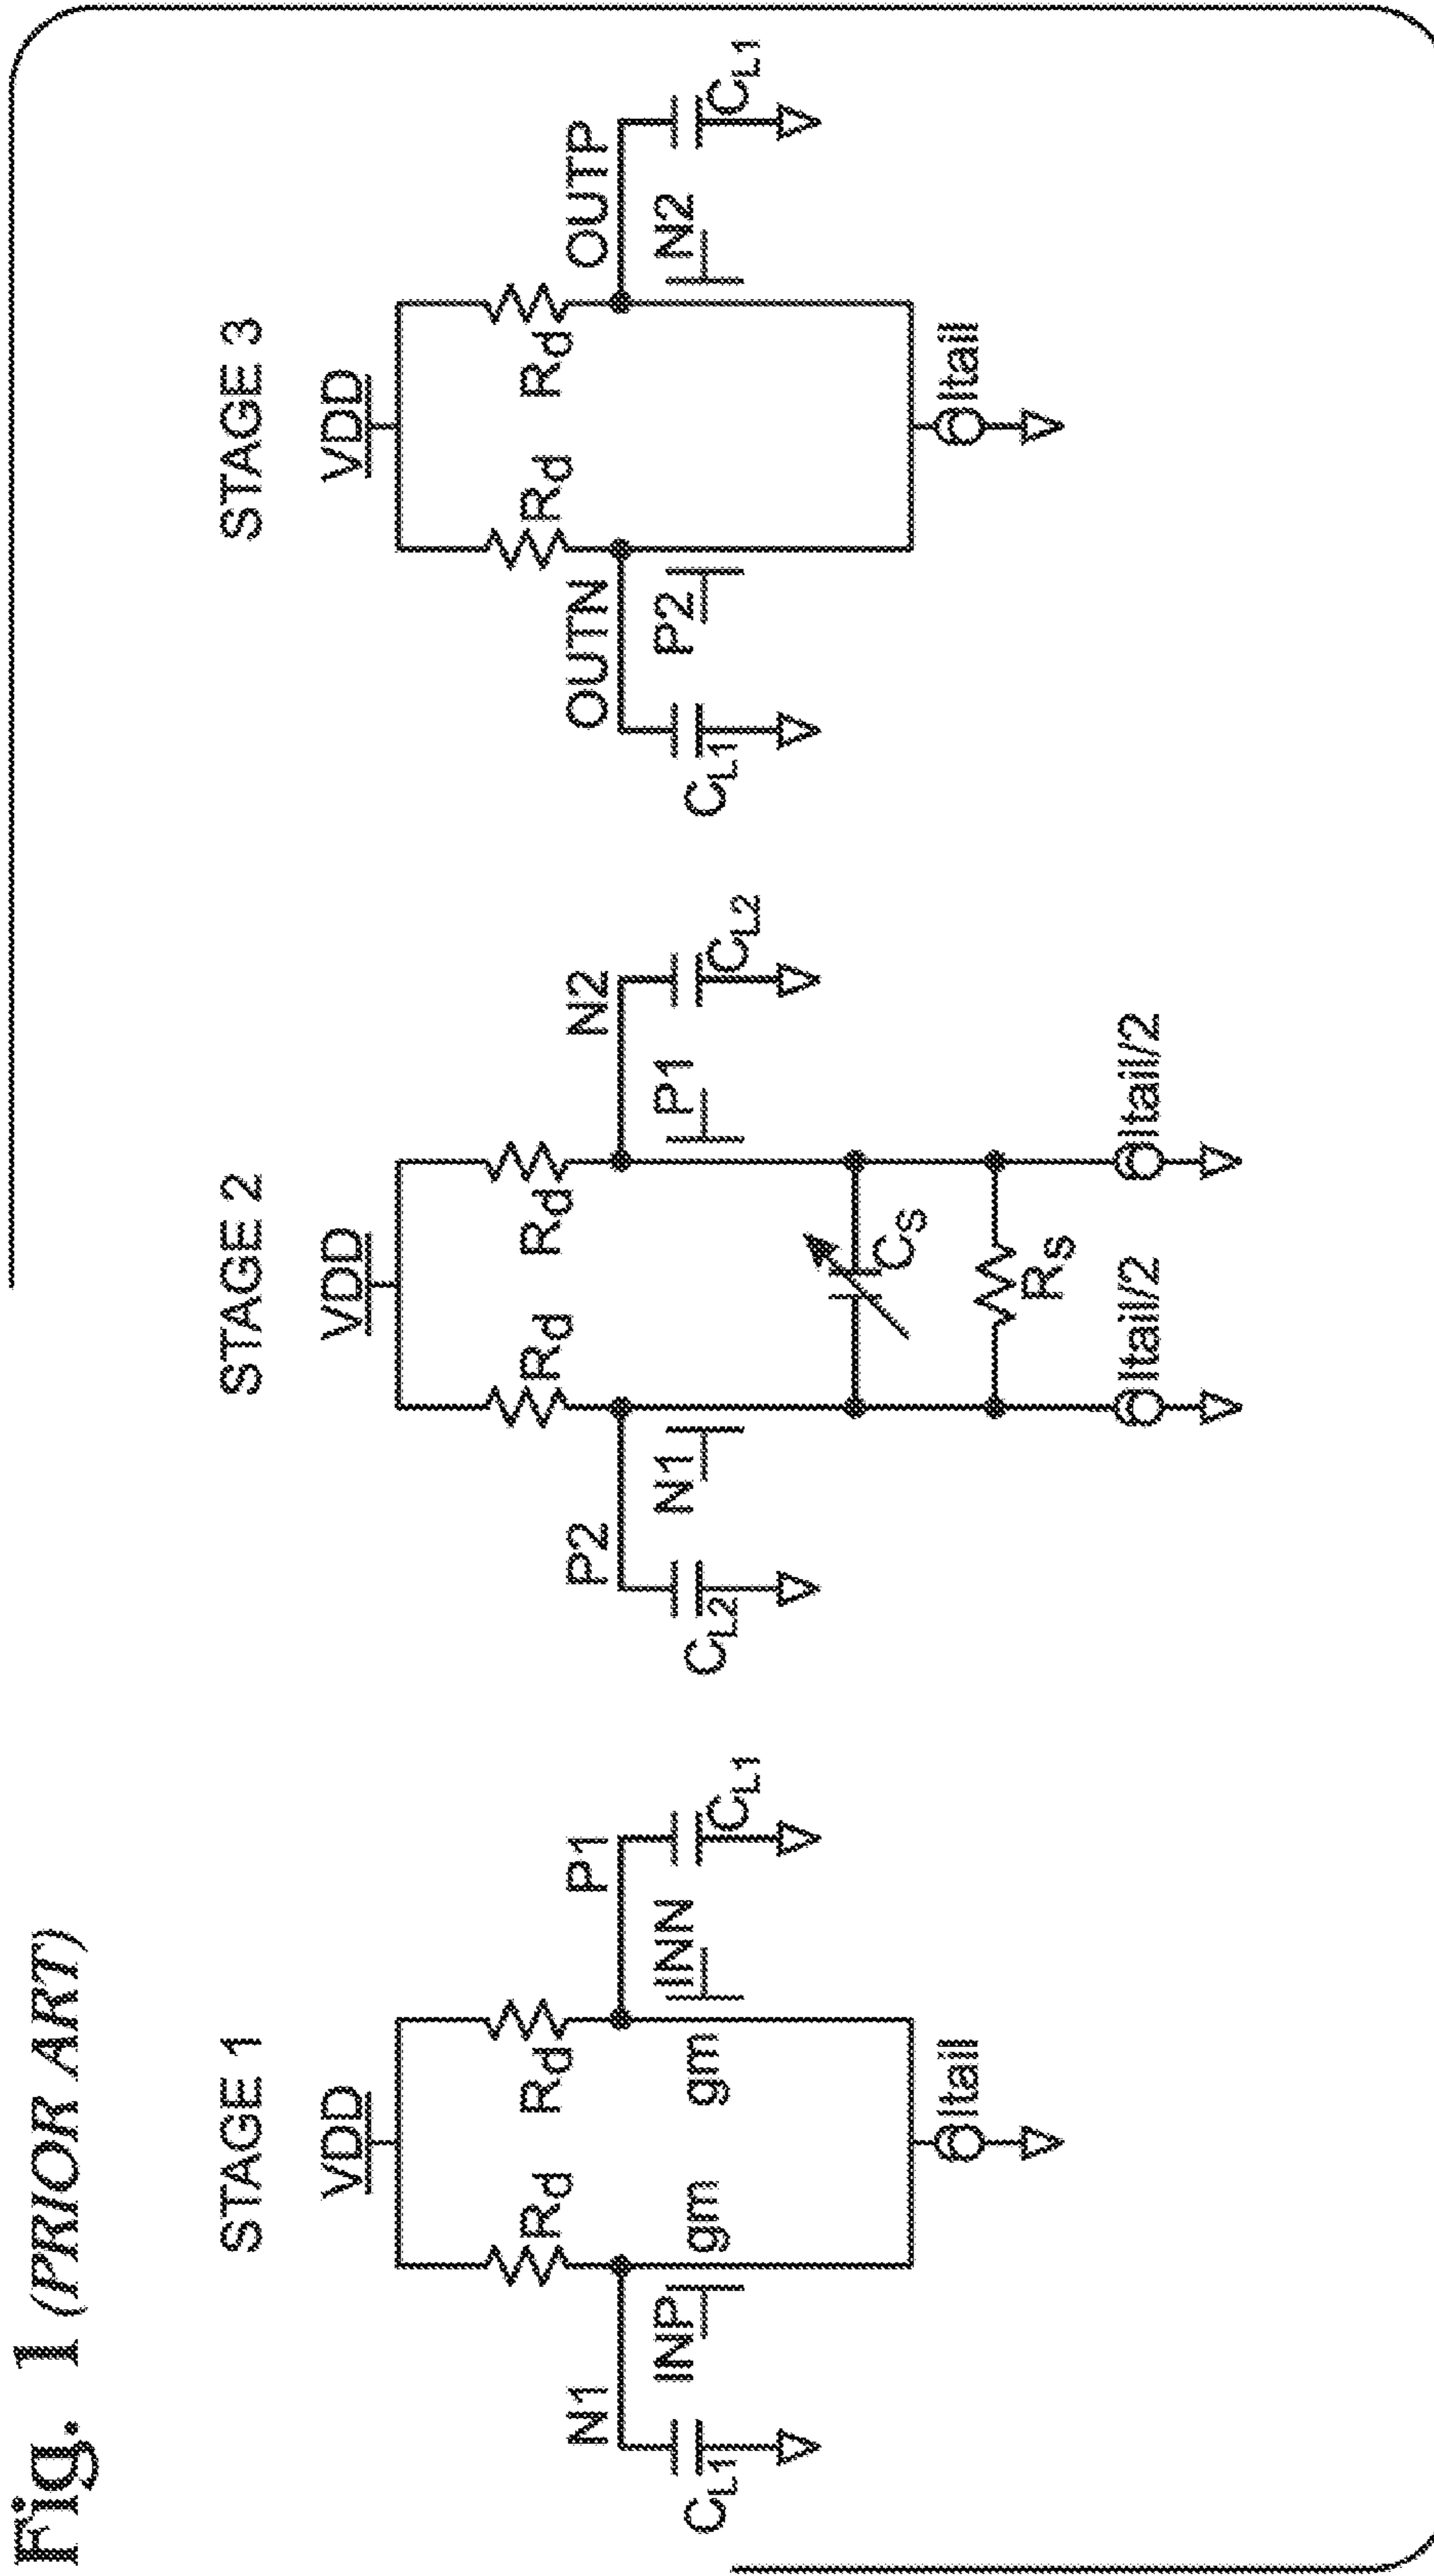 Fig. 1 (PRIOR ART)
STAGE 1
VDD
Rd Rd
N1 P1
INP gm gm INN
CL1 CL1
Itail
STAGE 2
VDD
Rd Rd
P2 N2
N1 P1
CL2 CL2
Cs
Rs
Itail/2 Itail/2
STAGE 3
VDD
Rd Rd
OUTN OUTP
P2 N2
CL1 CL1
Itail